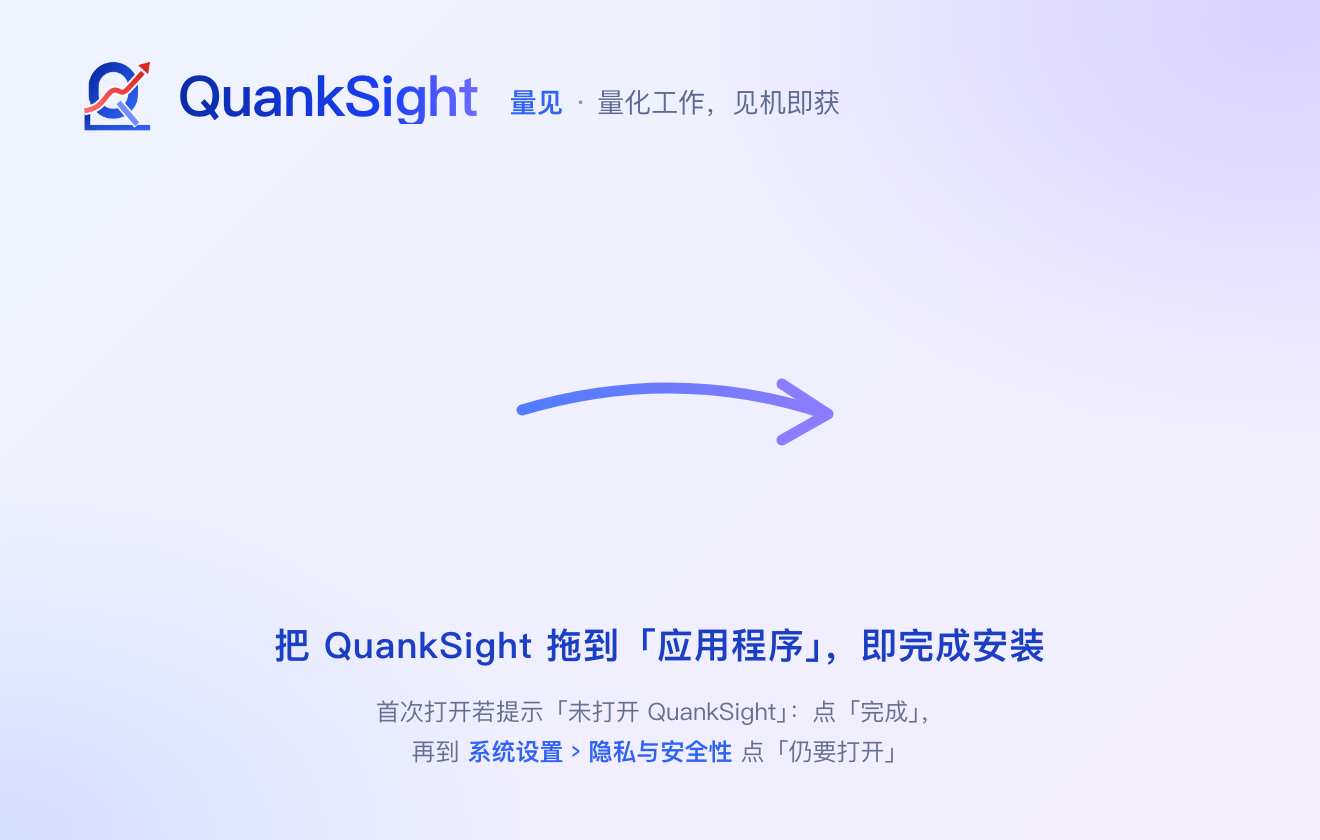 QuankSight 量见 · 量化工作，见机即获
把 QuankSight 拖到「应用程序」，即完成安装
首次打开若提示「未打开 QuankSight」：点「完成」，
再到 系统设置 › 隐私与安全性 点「仍要打开」